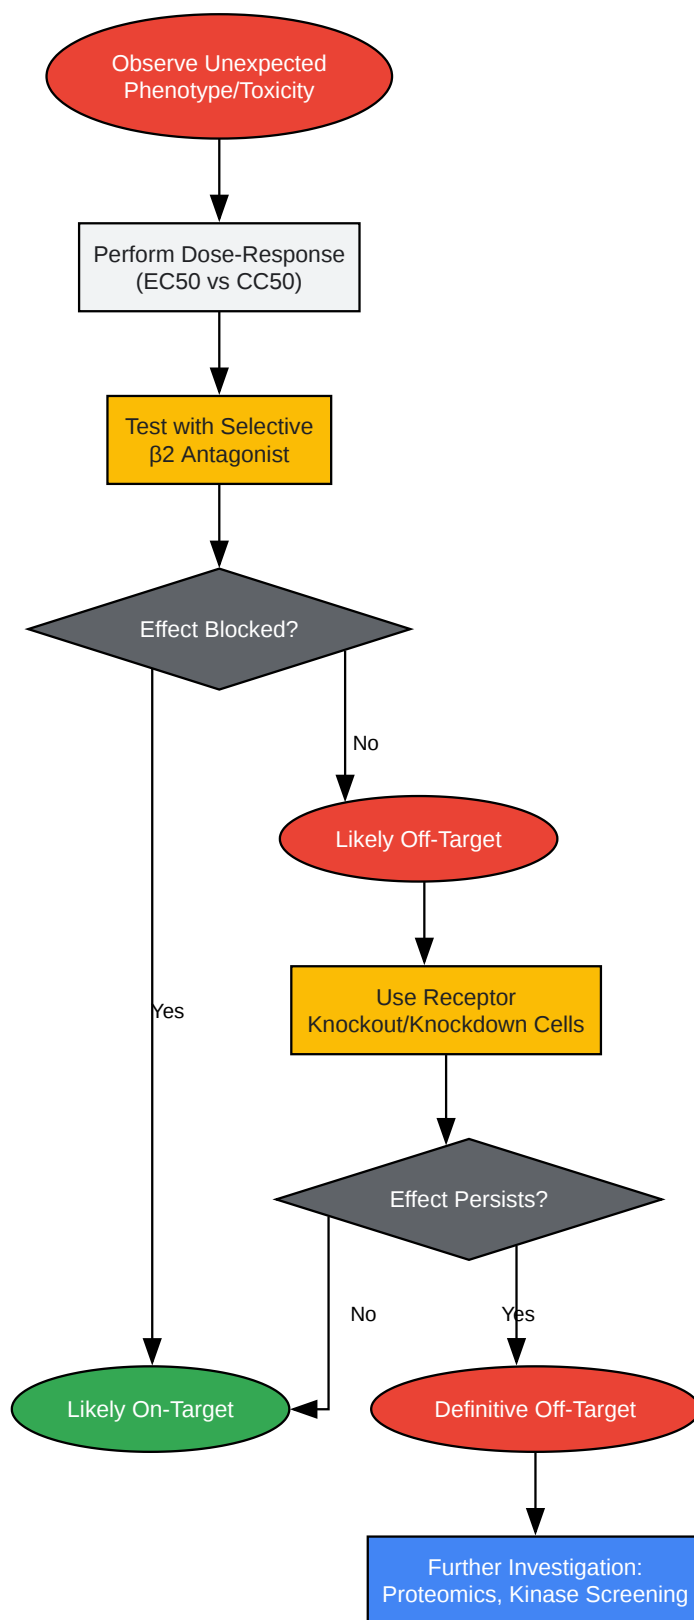 Observe Unexpected
Phenotype/Toxicity
Perform Dose-Response
(EC50 vs CC50)
Test with Selective
β2 Antagonist
Effect Blocked?
No
Likely Off-Target
Yes
Use Receptor
Knockout/Knockdown Cells
Effect Persists?
No
Yes
Likely On-Target
Definitive Off-Target
Further Investigation:
Proteomics, Kinase Screening